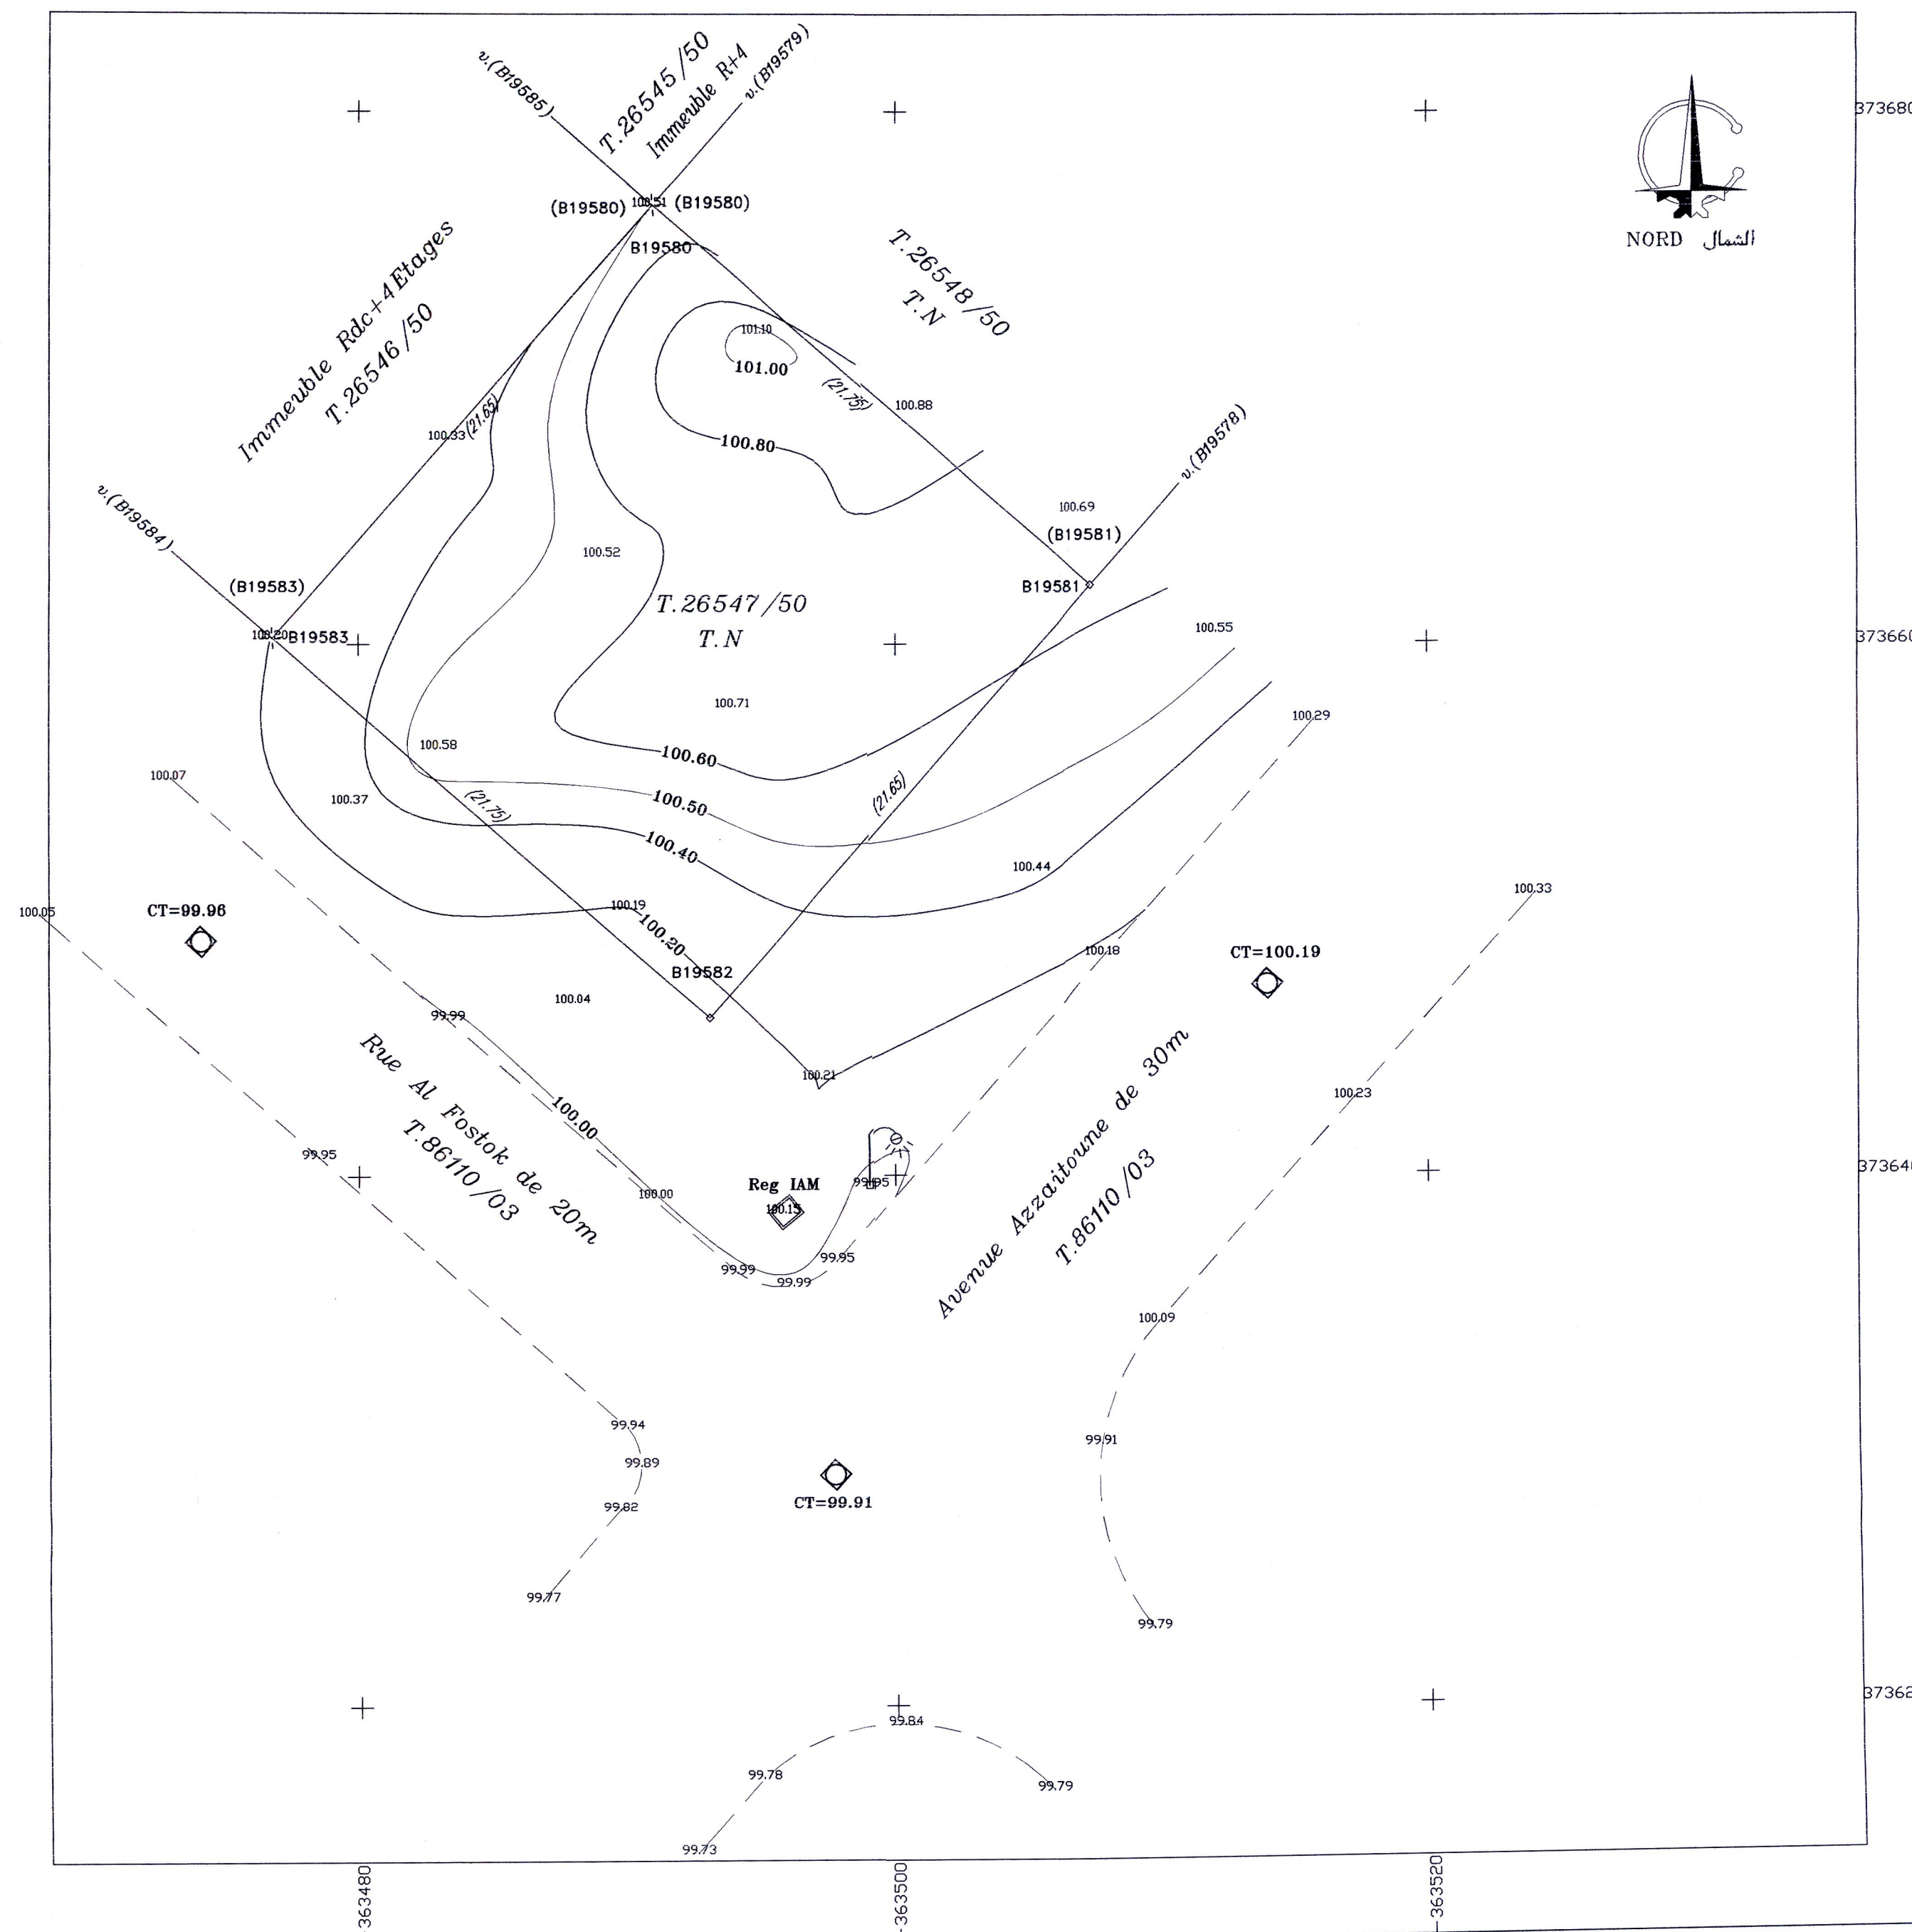 v.(B19585)
T.26545/50
Immeuble R+4
v.(B19579)
373680
(B19580)
100.51
(B19580)
B19580
NORD الشمال
T.26548/50
T.N
Immeuble Rdc+4Etages
T.26546/50
101.10
101.00
(21.75)
100.88
(21.65)
100.33
100.80
v.(B19578)
v.(B19584)
100.69
(B19581)
B19581
100.52
(B19583)
B19583
100.20
T.26547/50
T.N
100.55
373660
100.71
100.29
100.58
100.60
100.07
100.37
(21.75)
100.50
(21.65)
100.40
100.44
100.33
100.05
CT=99.96
100.19
100.20
B19582
100.18
CT=100.19
100.04
99.99
100.21
Rue Al Fostok de 20m
T.86110/03
100.00
Avenue Azzaitoune de 30m
T.86110/03
100.23
99.95
100.00
Reg IAM
100.15
99.95
99.99
99.99
99.95
100.09
99.94
99.91
99.89
99.82
CT=99.91
99.77
99.79
99.84
99.78
99.79
99.73
363480
363500
363520